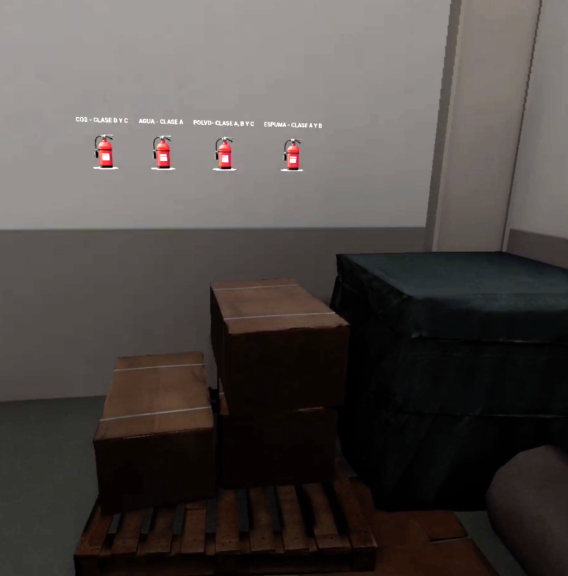 CO2 - CLASE B Y C
AGUA - CLASE A
POLVO- CLASE A, B Y C
ESPUMA - CLASE A Y B